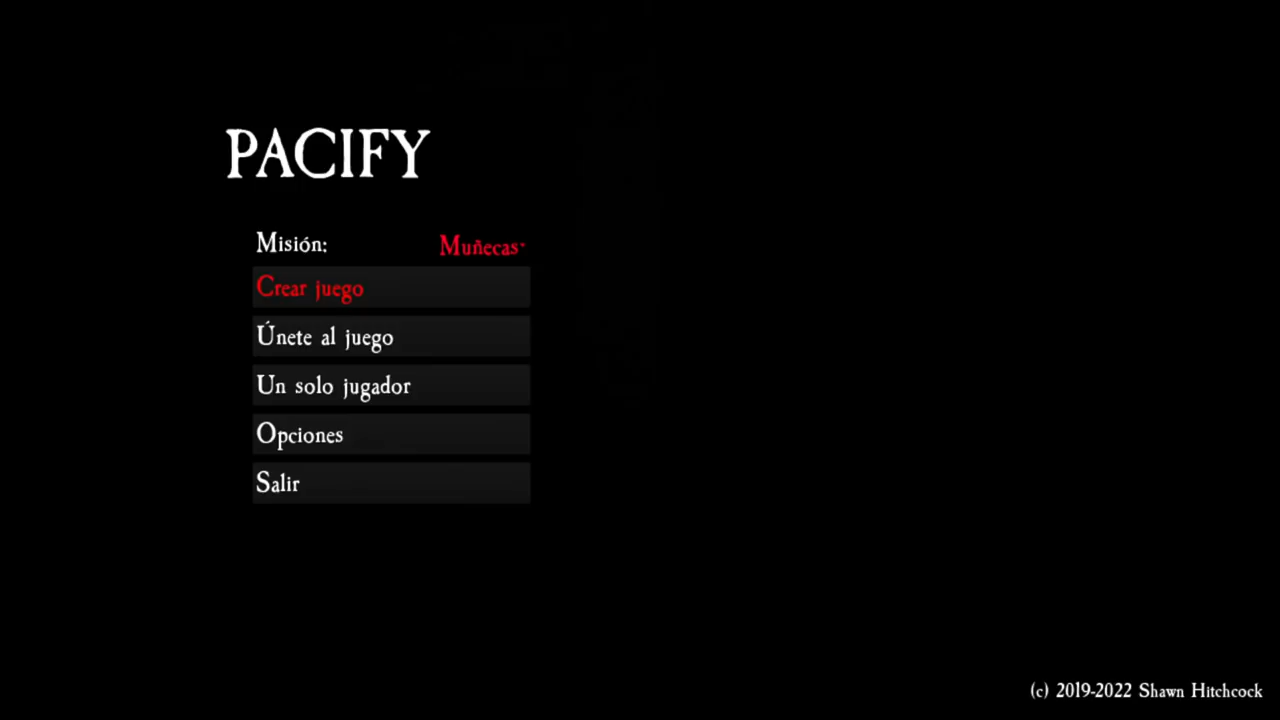 PACIFY
Misión: Muñecas
Crear juego
Únete al juego
Un solo jugador
Opciones
Salir
(c) 2019-2022 Shawn Hitchcock